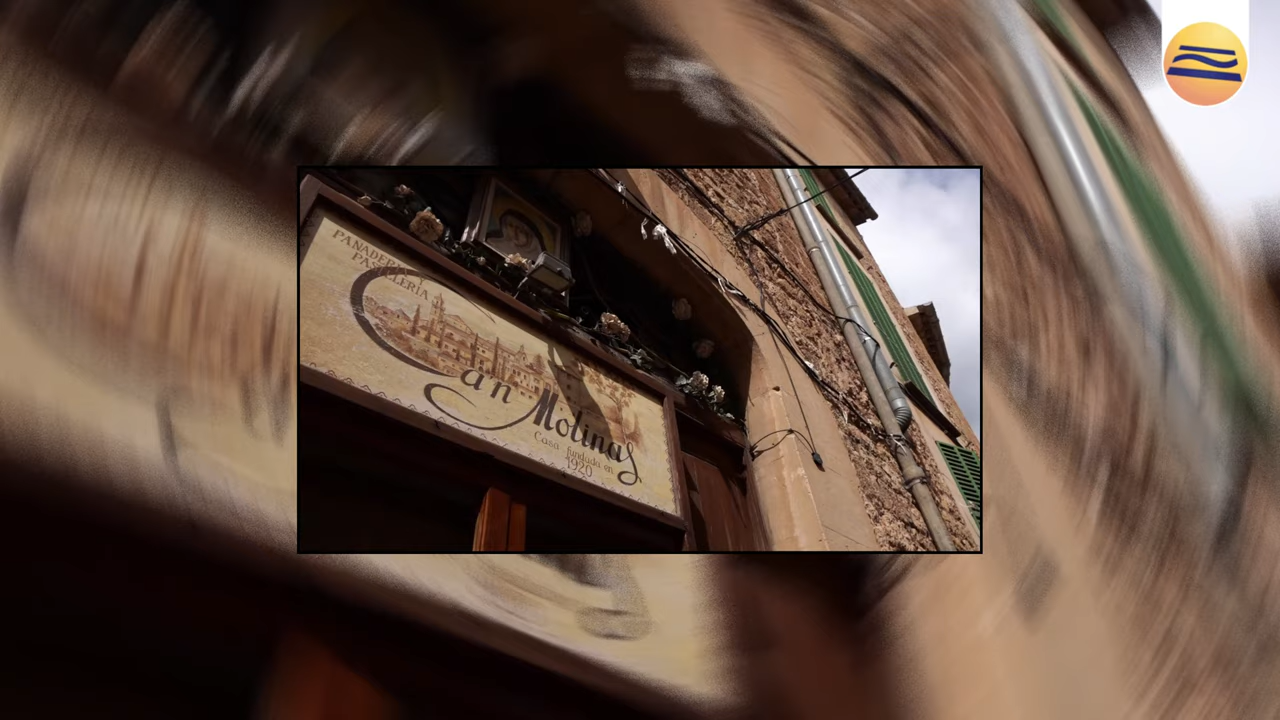 PANADERIA
PASTELERIA
Can Molinas
Casa fundada en
1920